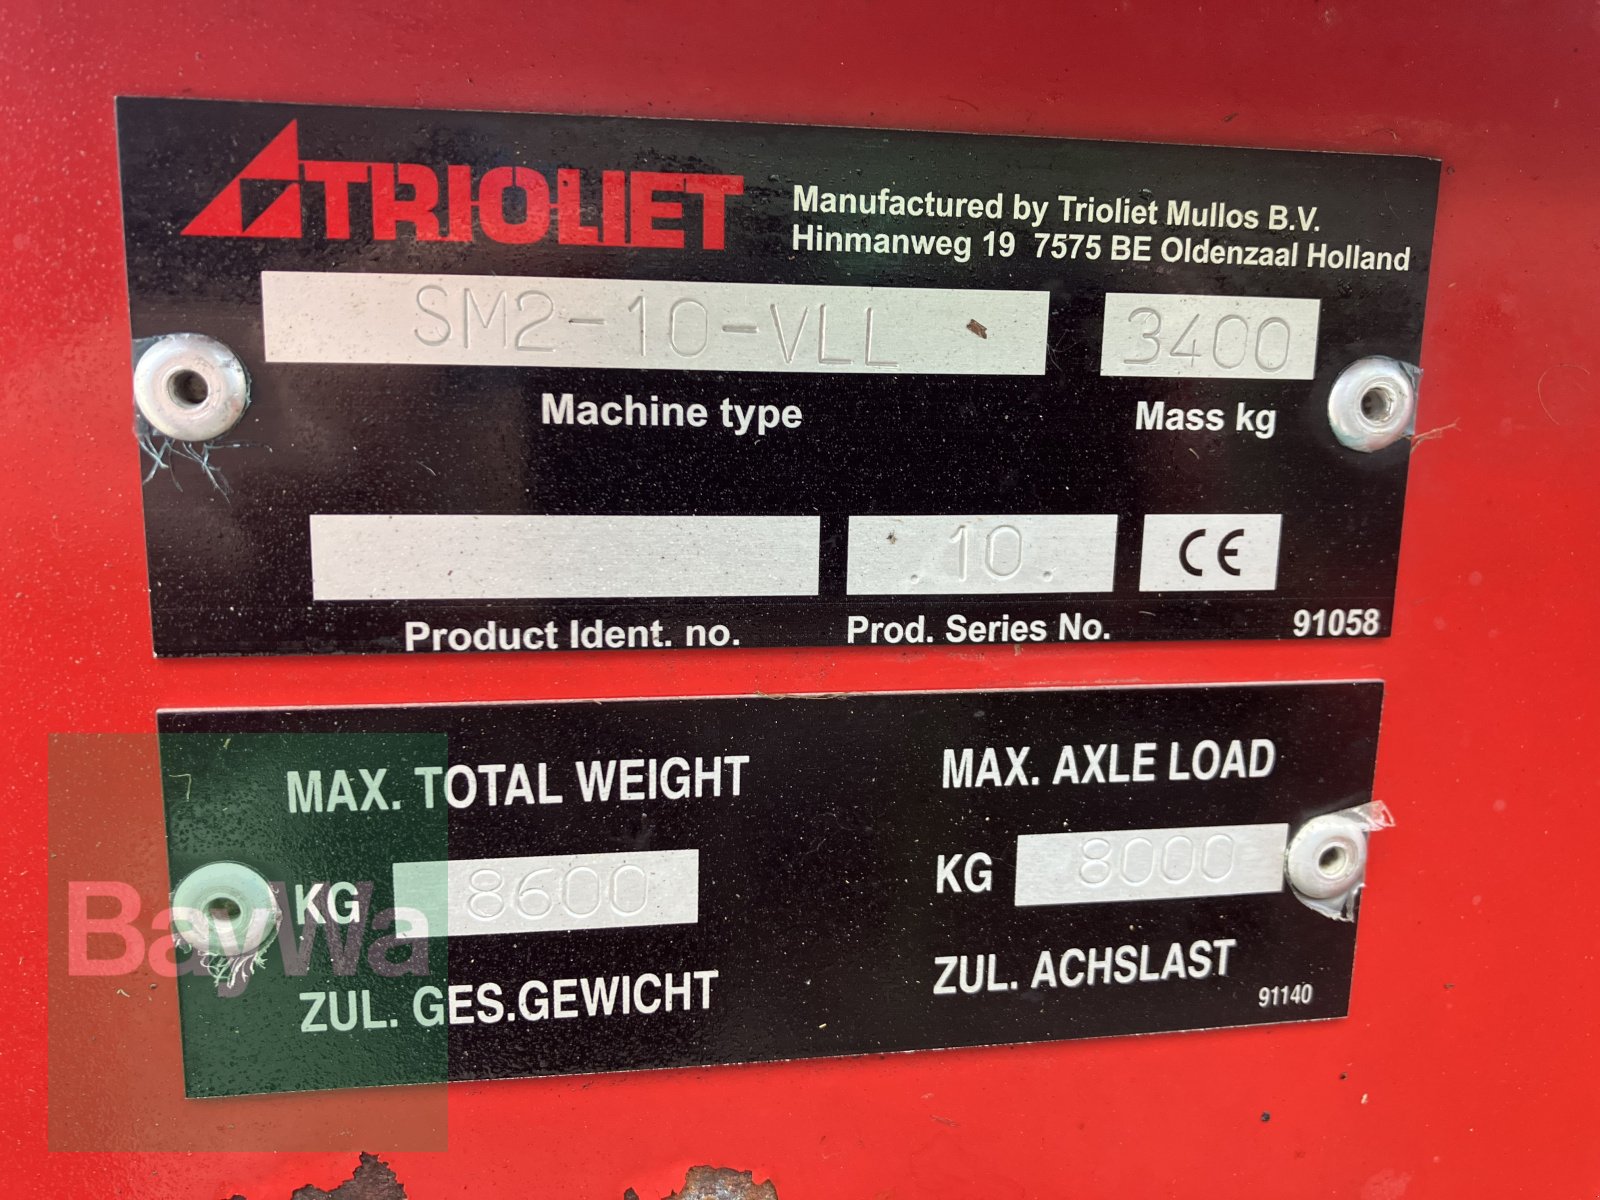 TRIOLIET
Manufactured by Trioliet Mullos B.V.
Hinmanweg 19 7575 BE Oldenzaal Holland
SM2-10-VLL
3400
Machine type
Mass kg
.10.
CE
Product Ident. no.
Prod. Series No.
91058
MAX. TOTAL WEIGHT
MAX. AXLE LOAD
KG 8600
KG 8000
ZUL. GES.GEWICHT
ZUL. ACHSLAST
91140
BayWa